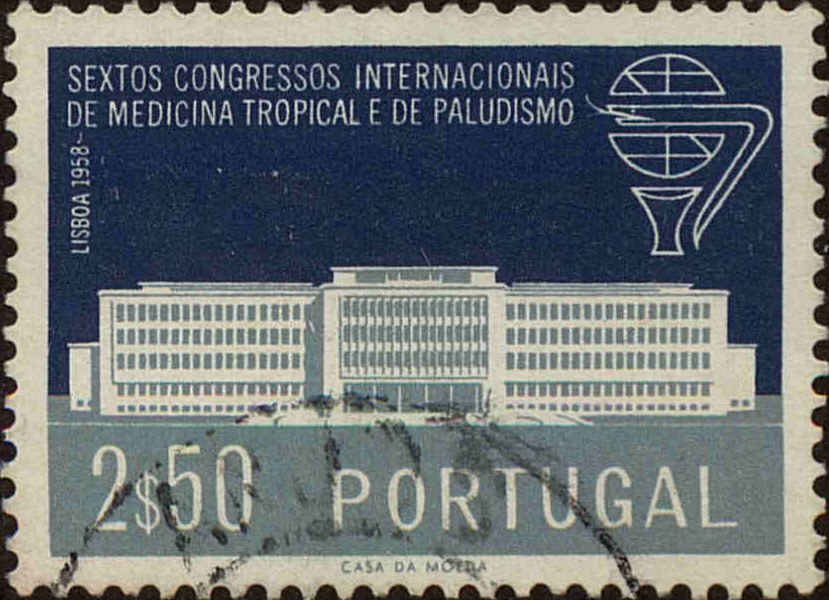 SEXTOS CONGRESSOS INTERNACIONAIS
DE MEDICINA TROPICAL E DE PALUDISMO
LISBOA 1958
2$50 PORTUGAL
CASA DA MOEDA